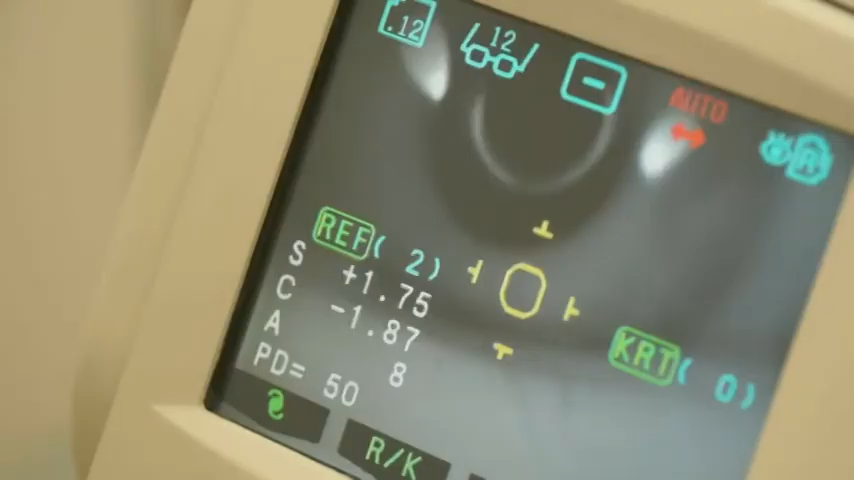 .12
12
AUTO
R
REF( 2)
S +1.75
C -1.87
A 8
PD= 50
KRT( 0)
R/K